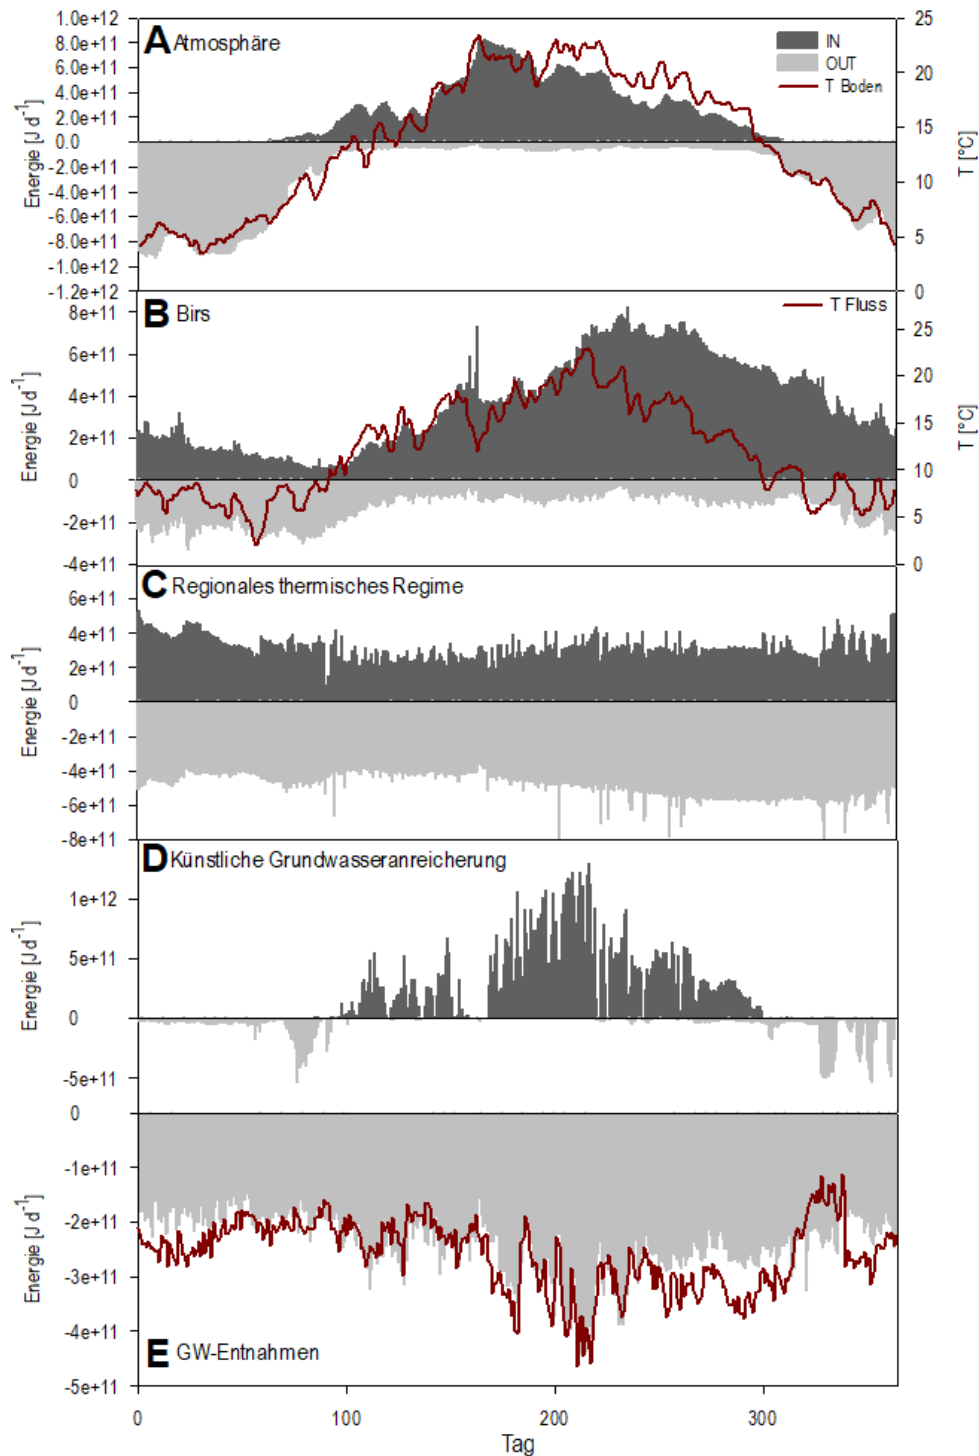 A Atmosphäre
IN
OUT
T Boden
Energie [Jd⁻¹]
1.0e+12
8.0e+11
6.0e+11
4.0e+11
2.0e+11
0.0
-2.0e+11
-4.0e+11
-6.0e+11
-8.0e+11
-1.0e+12
-1.2e+12
25
20
15
10
5
0
T [°C]
B Birs
T Fluss
Energie [Jd⁻¹]
8e+11
6e+11
4e+11
2e+11
0
-2e+11
-4e+11
25
20
15
10
5
0
T [°C]
C Regionales thermisches Regime
Energie [Jd⁻¹]
6e+11
4e+11
2e+11
0
-2e+11
-4e+11
-6e+11
-8e+11
D Künstliche Grundwasseranreicherung
Energie [Jd⁻¹]
1e+12
5e+11
0
-5e+11
Energie [Jd⁻¹]
0
-1e+11
-2e+11
-3e+11
-4e+11
-5e+11
E GW-Entnahmen
0
100
200
300
Tag